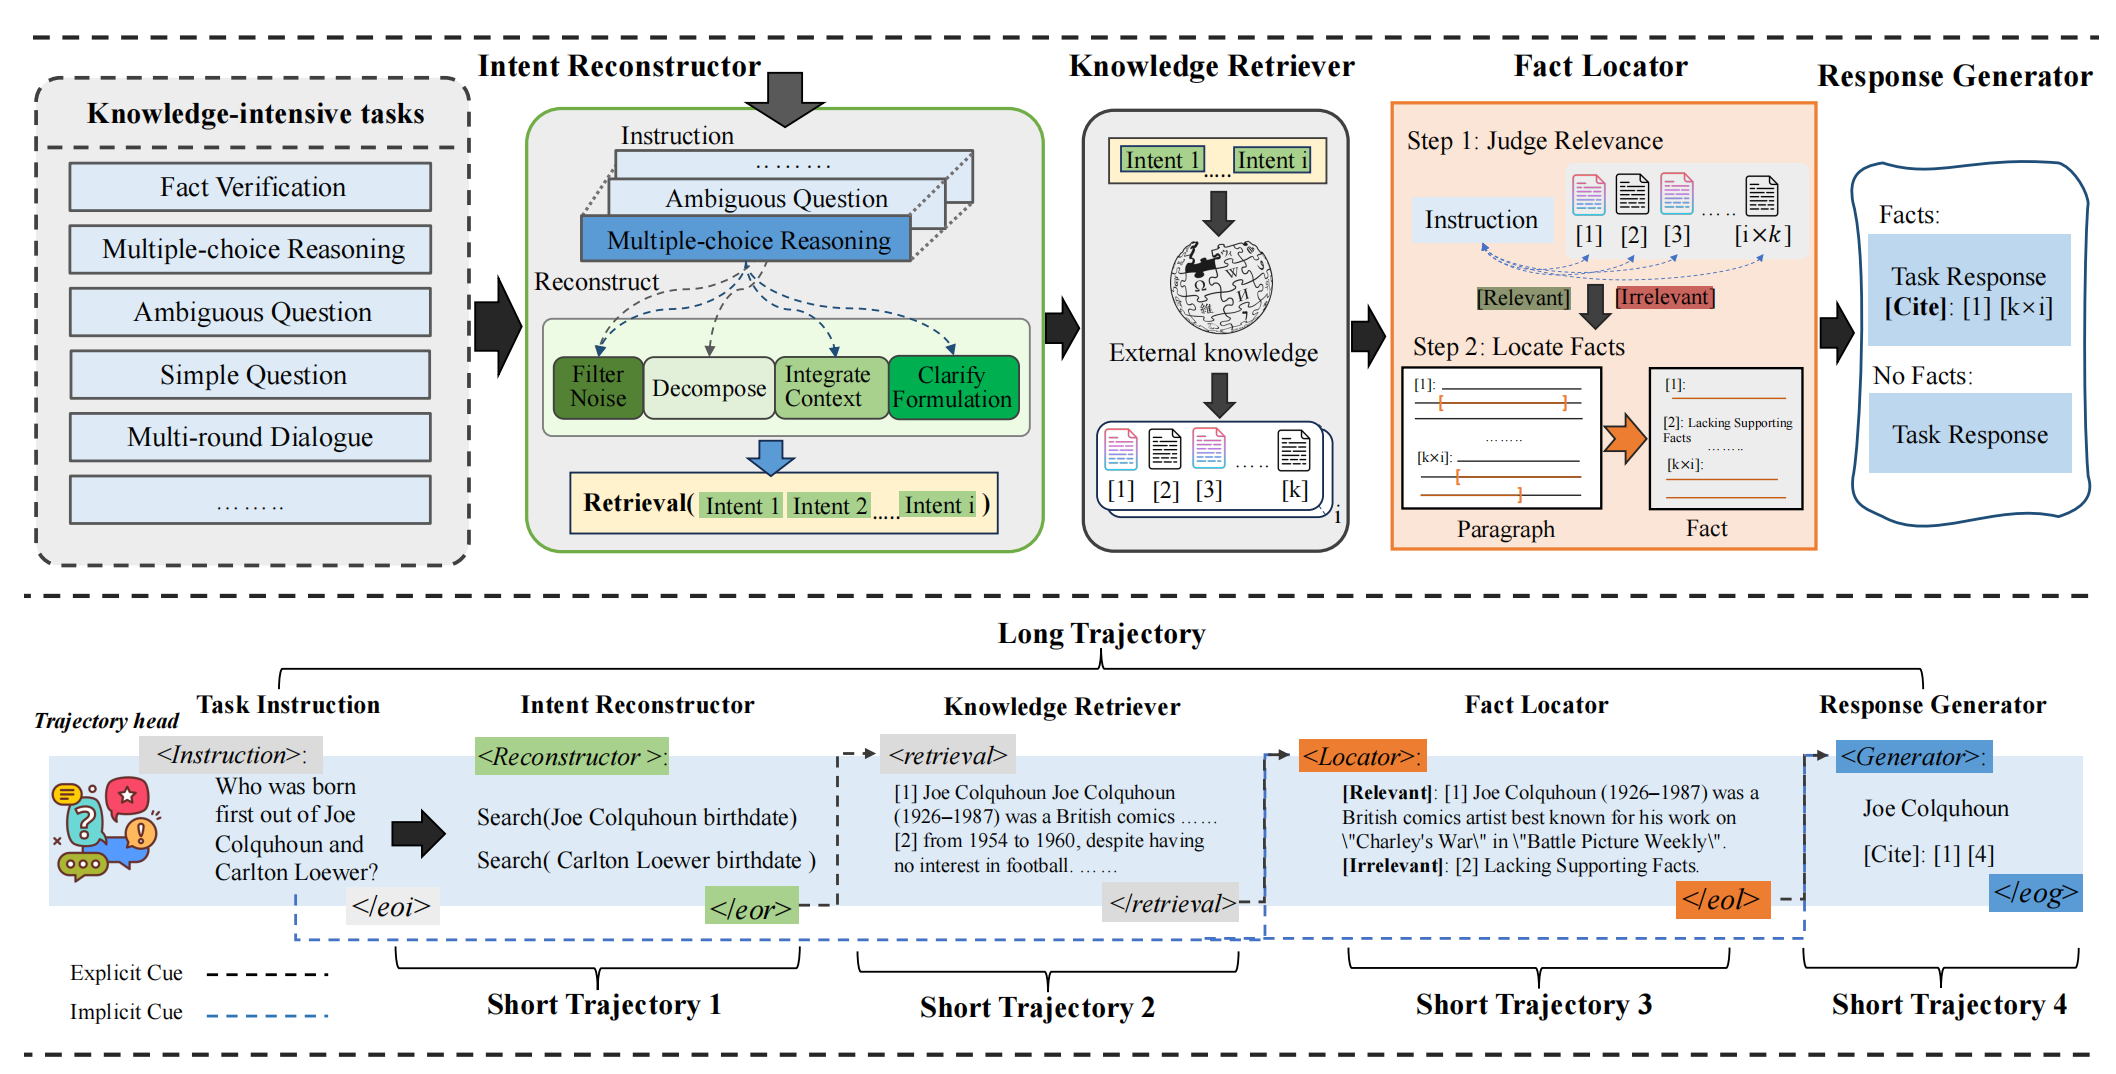 Intent Reconstructor
Knowledge Retriever
Fact Locator
Response Generator
Knowledge-intensive tasks
Fact Verification
Multiple-choice Reasoning
Ambiguous Question
Simple Question
Multi-round Dialogue
........
Instruction
........
Ambiguous Question
Multiple-choice Reasoning
Reconstruct
Filter
Noise
Decompose
Integrate
Context
Clarify
Formulation
Retrieval( Intent 1 Intent 2 ..... Intent i )
Intent 1 ..... Intent i
External knowledge
[1] [2] [3] ..... [k]
i
Step 1: Judge Relevance
Instruction
[1] [2] [3] ..... [i×k]
[Relevant] [Irrelevant]
Step 2: Locate Facts
[1]:
[ ]
........
[k×i]:
[
]
Paragraph
[1]:
[2]: Lacking Supporting
Facts
........
[k×i]:
Fact
Facts:
Task Response
[Cite]: [1] [k×i]
No Facts:
Task Response
Long Trajectory
Trajectory head
Task Instruction
Intent Reconstructor
Knowledge Retriever
Fact Locator
Response Generator
<Instruction>:
Who was born
first out of Joe
Colquhoun and
Carlton Loewer?
</eoi>
<Reconstructor >:
Search(Joe Colquhoun birthdate)
Search( Carlton Loewer birthdate )
</eor>
<retrieval>
[1] Joe Colquhoun Joe Colquhoun
(1926–1987) was a British comics ......
[2] from 1954 to 1960, despite having
no interest in football. ......
</retrieval>
<Locator>:
[Relevant]: [1] Joe Colquhoun (1926–1987) was a
British comics artist best known for his work on
\"Charley's War\" in \"Battle Picture Weekly\".
[Irrelevant]: [2] Lacking Supporting Facts.
</eol>
<Generator>:
Joe Colquhoun
[Cite]: [1] [4]
</eog>
Explicit Cue
Implicit Cue
Short Trajectory 1
Short Trajectory 2
Short Trajectory 3
Short Trajectory 4